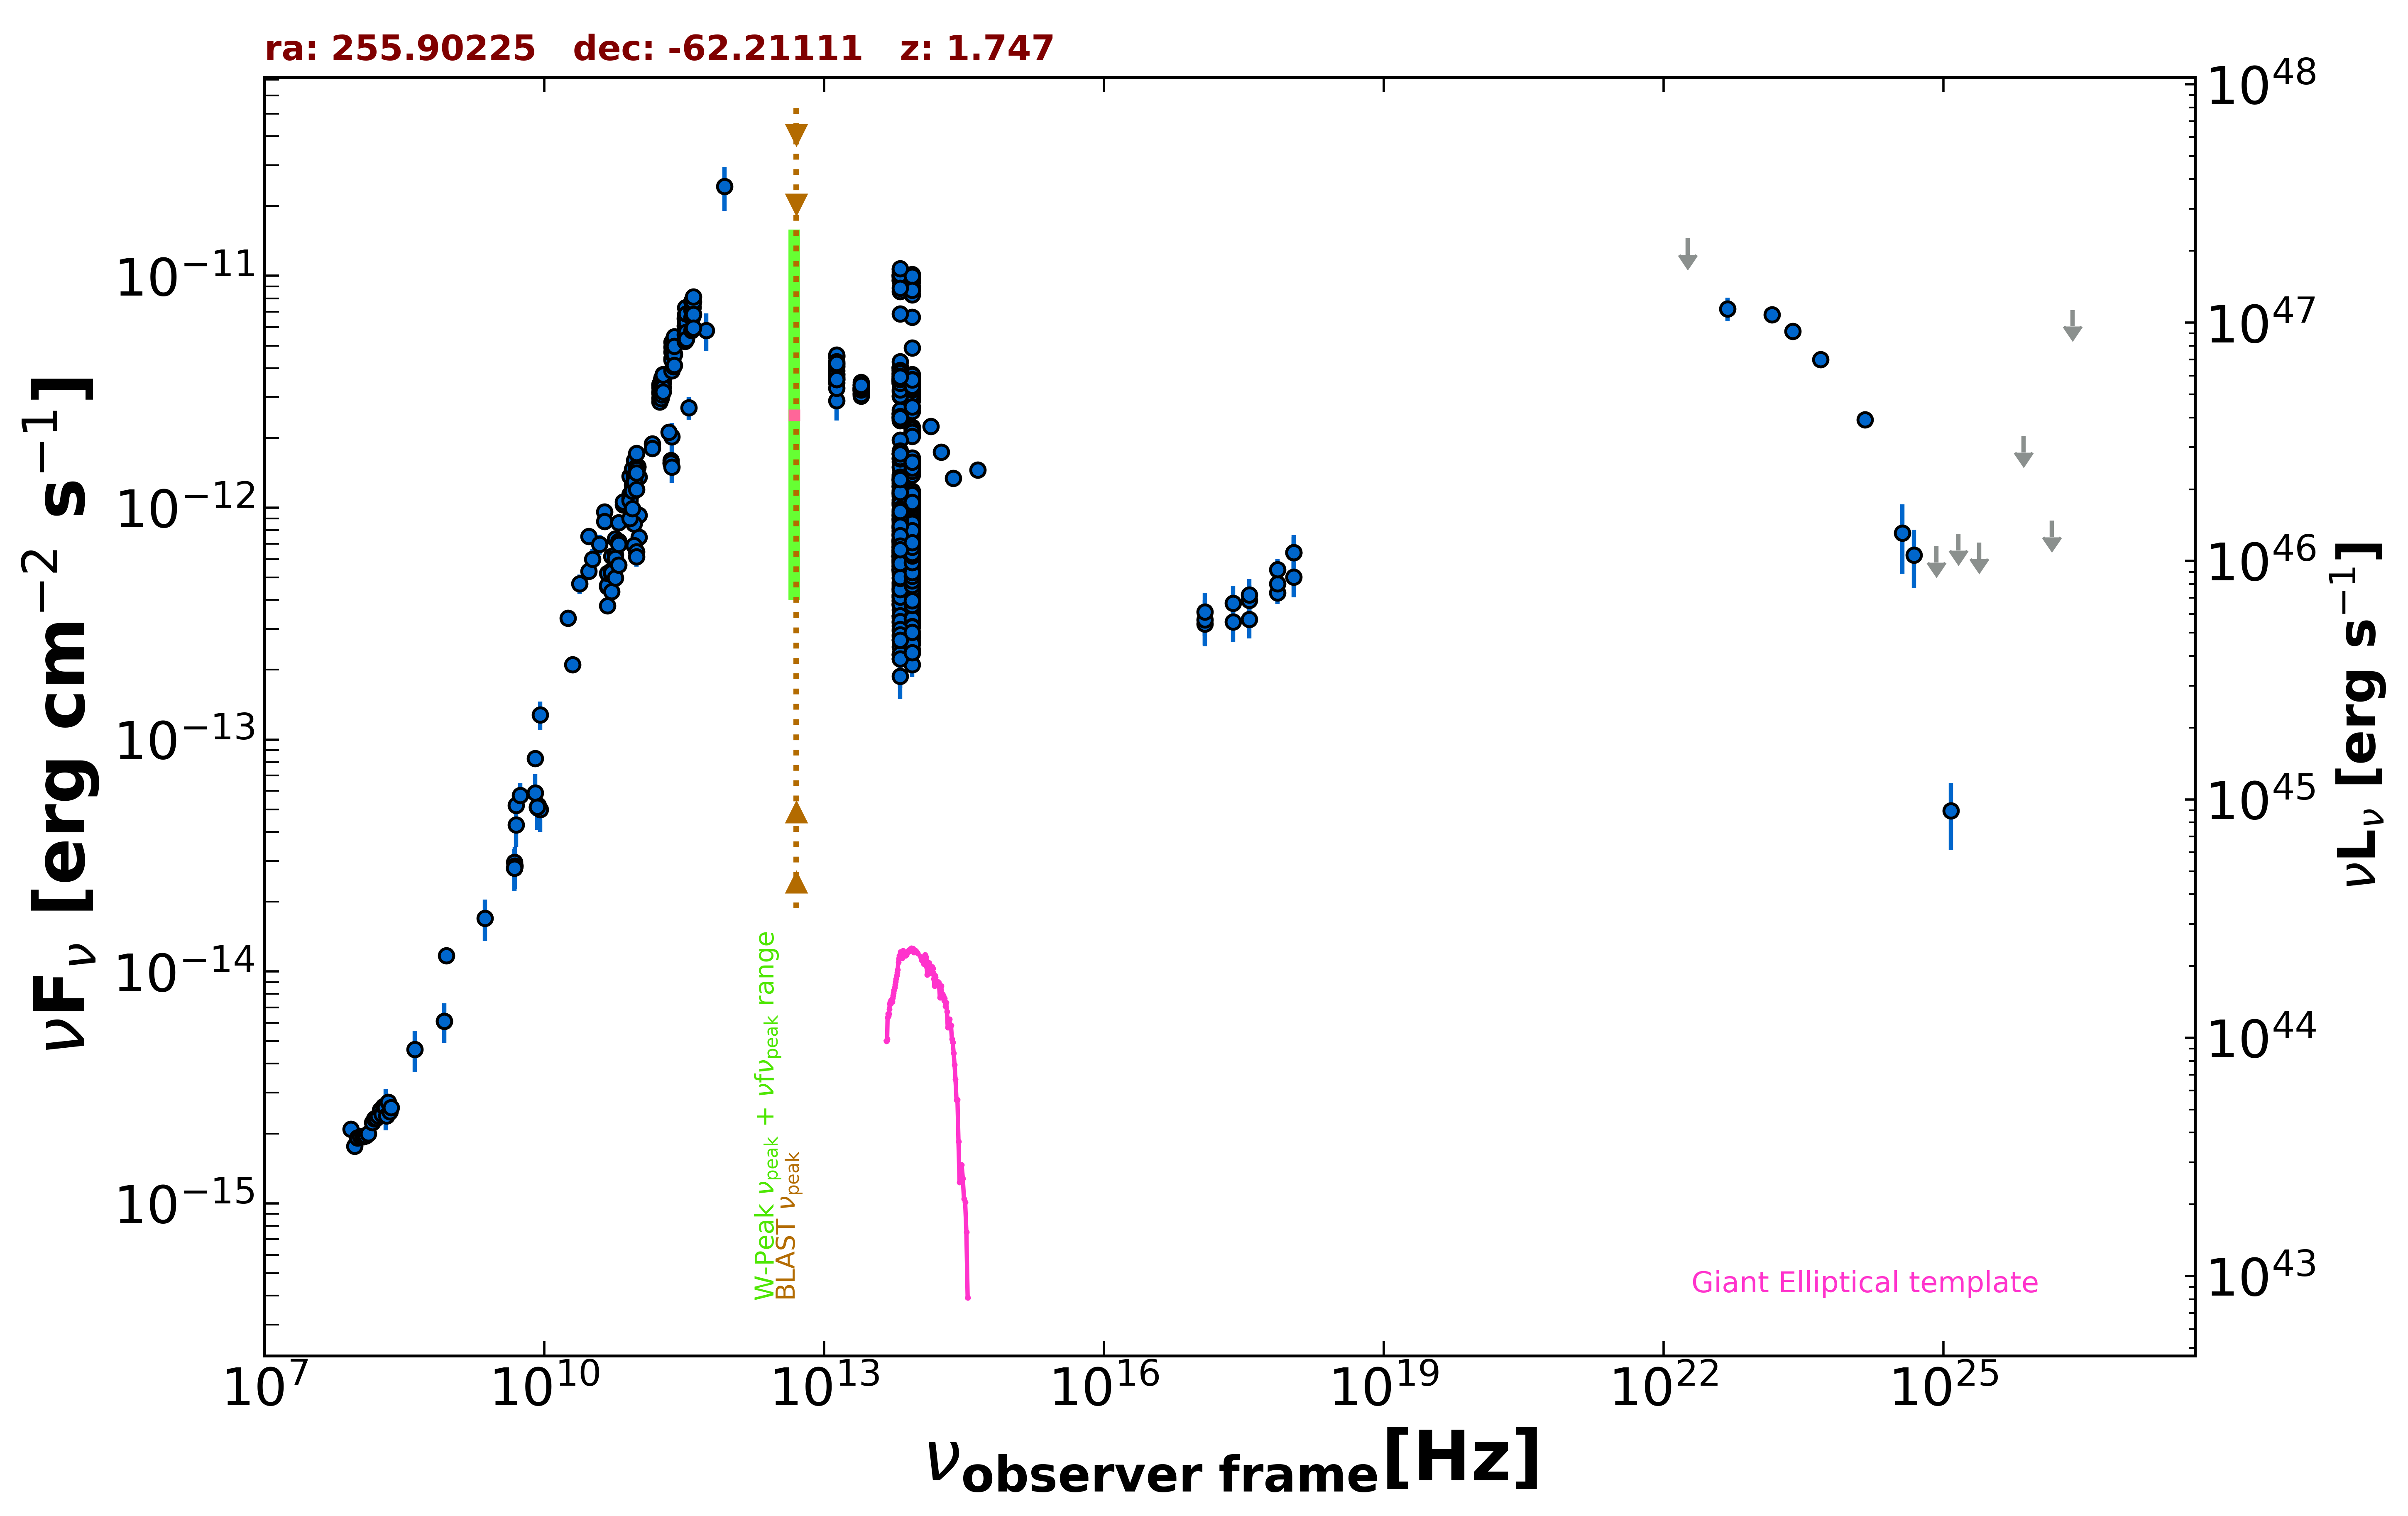 ra: 255.90225   dec: -62.21111   z: 1.747
10⁴⁸
10⁻¹¹
10⁴⁷
10⁻¹²
10⁴⁶
10⁻¹³
10⁴⁵
10⁻¹⁴
10⁴⁴
10⁻¹⁵
10⁴³
νFν [erg cm⁻² s⁻¹]
νLν [erg s⁻¹]
W-Peak νpeak + νfνpeak range
BLAST νpeak
Giant Elliptical template
10⁷ 10¹⁰ 10¹³ 10¹⁶ 10¹⁹ 10²² 10²⁵
νobserver frame[Hz]